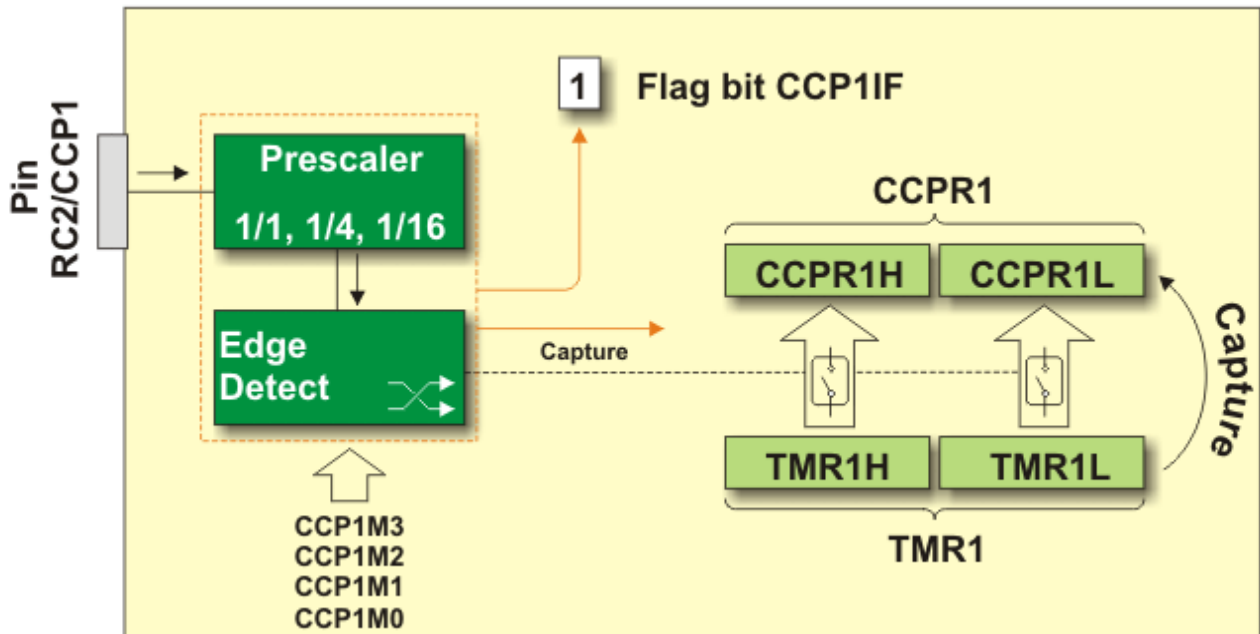 Pin
RC2/CCP1
Prescaler
1/1, 1/4, 1/16
Edge
Detect
CCP1M3
CCP1M2
CCP1M1
CCP1M0
1 Flag bit CCP1IF
Capture
CCPR1
CCPR1H CCPR1L
TMR1H TMR1L
TMR1
Capture